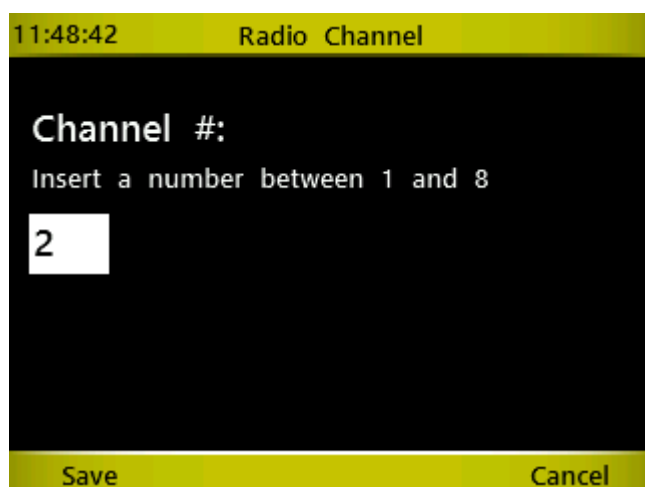 11:48:42 Radio Channel
Channel #:
Insert a number between 1 and 8
2
Save Cancel